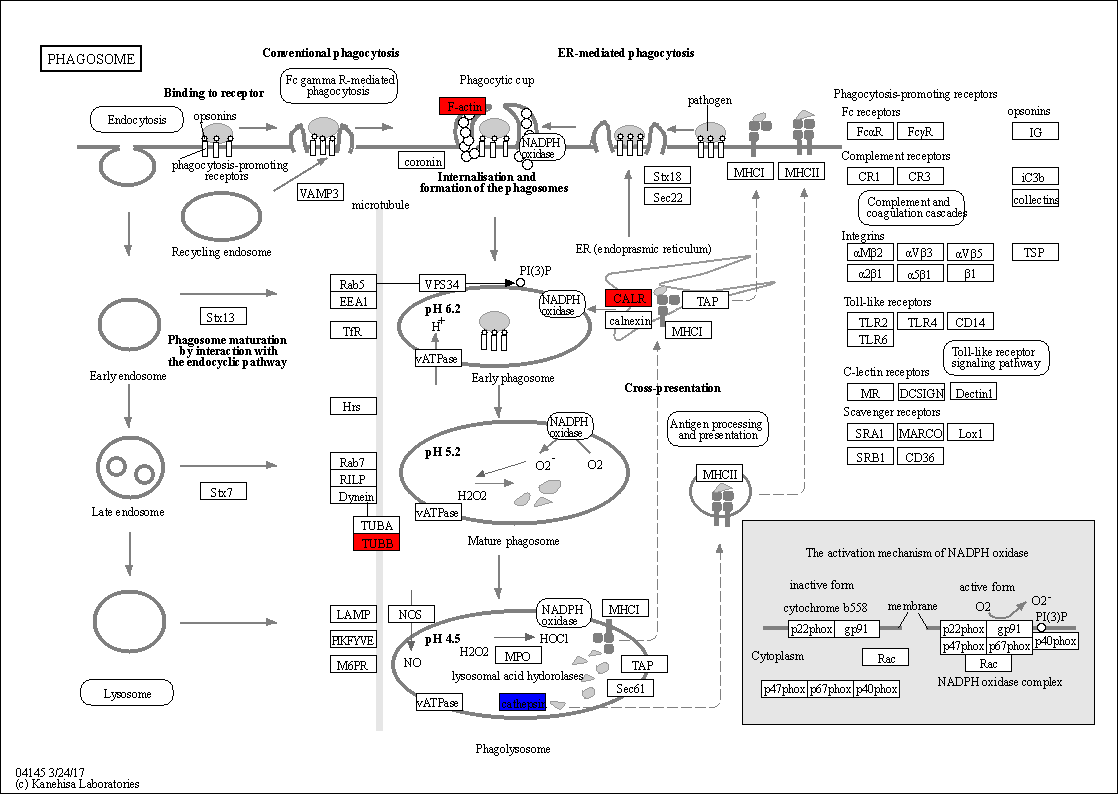 PHAGOSOME
Conventional phagocytosis
ER-mediated phagocytosis
Fc gamma R-mediated
phagocytosis
Phagocytic cup
Binding to receptor
F-actin
pathogen
Phagocytosis-promoting receptors
Endocytosis
opsonins
Fc receptors
opsonins
FcαR
FcγR
IG
NADPH
oxidase
coronin
phagocytosis-promoting
receptors
Internalisation and
formation of the phagosomes
Stx18
Sec22
MHCI
MHCII
Complement receptors
CR1
CR3
iC3b
collectins
VAMP3
microtubule
Complement and
coagulation cascades
Recycling endosome
ER (endoprasmic reticulum)
Integrins
αMβ2
αVβ3
αVβ5
TSP
α2β1
α5β1
β1
PI(3)P
Rab5
EEA1
VPS34
NADPH
oxidase
CALR
calnexin
TAP
MHCI
pH 6.2
H+
Stx13
TfR
Phagosome maturation
by interaction with
the endocyclic pathway
vATPase
Toll-like receptors
TLR2
TLR4
CD14
TLR6
Toll-like receptor
signaling pathway
Early endosome
Early phagosome
Cross-presentation
C-lectin receptors
MR
DCSIGN
Dectin1
Hrs
Scavenger receptors
SRA1
MARCO
Lox1
SRB1
CD36
Antigen processing
and presentation
NADPH
oxidase
pH 5.2
O2-
O2
H2O2
vATPase
Rab7
RILP
Dynein
TUBA
TUBB
Stx7
MHCII
Late endosome
Mature phagosome
The activation mechanism of NADPH oxidase
inactive form
active form
cytochrome b558
membrane
O2
O2-
PI(3)P
p22phox
gp91
p22phox
gp91
p47phox
p67phox
p40phox
Rac
Cytoplasm
Rac
NADPH oxidase complex
p47phox
p67phox
p40phox
LAMP
NOS
PIKFYVE
M6PR
NADPH
oxidase
MHCI
pH 4.5
HOCl
H2O2
MPO
NO
lysosomal acid hydorolases
TAP
Sec61
vATPase
cathepsin
Lysosome
Phagolysosome
04145 3/24/17
(c) Kanehisa Laboratories